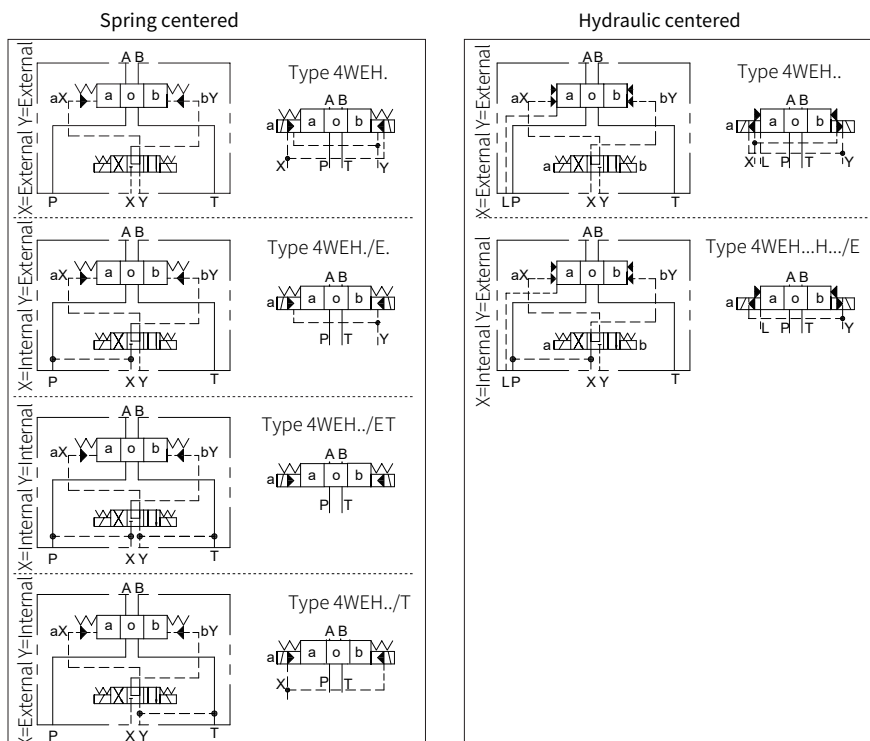 Spring centered
X=External Y=External
A B
aX
a o b
bY
P
X Y
T
Type 4WEH.
A B
a
a o b
X
P T
Y
X=Internal Y=External
A B
aX
a o b
bY
P
X Y
T
Type 4WEH./E.
A B
a
a o b
P T
Y
X=Internal Y=Internal
A B
aX
a o b
bY
P
X Y
T
Type 4WEH../ET
A B
a o b
P T
X=External Y=Internal
A B
aX
a o b
bY
P
X Y
T
Type 4WEH../T
A B
a
a o b
X
P T
Hydraulic centered
X=External Y=External
A B
aX
a o b
bY
a b
L P
X Y
T
Type 4WEH..
A B
a
a o b
X L P T Y
X=Internal Y=External
A B
aX
a o b
bY
a b
L P
X Y
T
Type 4WEH...H.../E
A B
a
a o b
L P T Y